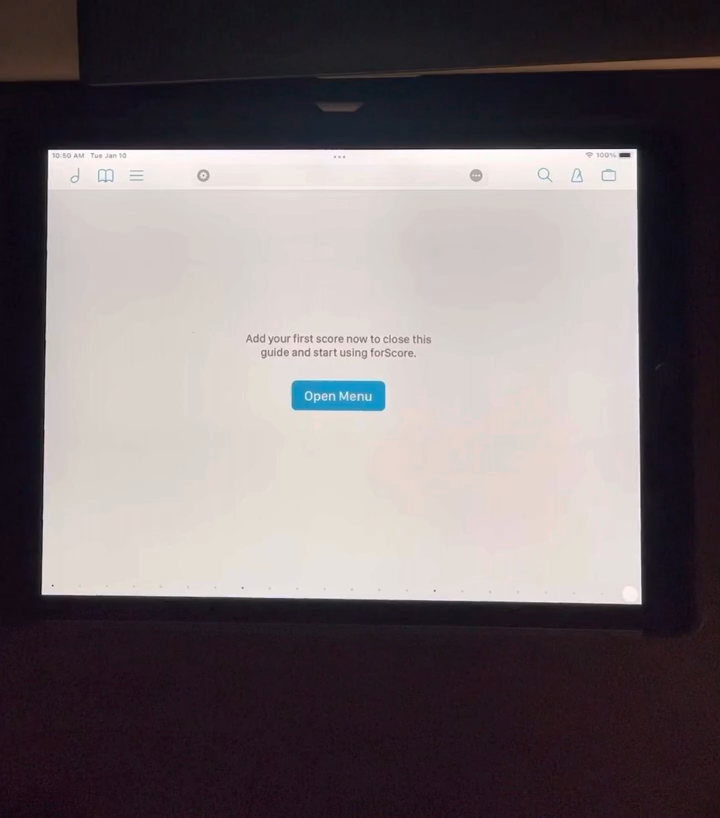 10:50 AM Tue Jan 10
100%
Add your first score now to close this
guide and start using forScore.
Open Menu